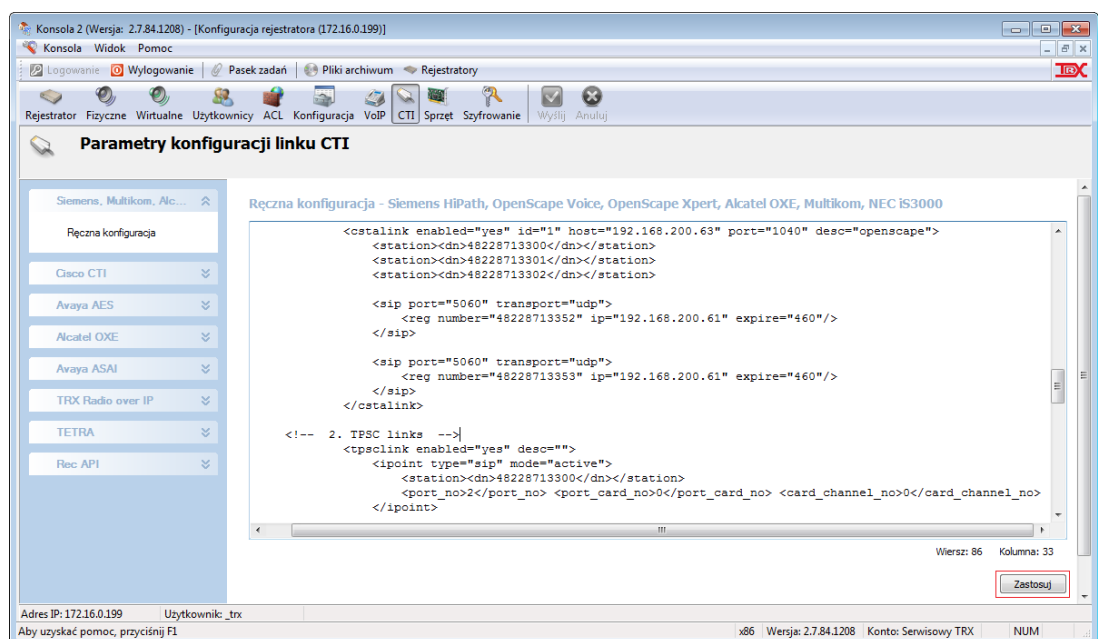 Konsola 2 (Wersja: 2.7.84.1208) - [Konfiguracja rejestratora (172.16.0.199)]
Konsola Widok Pomoc
Logowanie Wylogowanie Pasek zadań Pliki archiwum Rejestratory
TRX
Rejestrator Fizyczne Wirtualne Użytkownicy ACL Konfiguracja VoIP CTI Sprzęt Szyfrowanie Wyślij Anuluj
Parametry konfiguracji linku CTI
Siemens, Multikom, Alc...
Ręczna konfiguracja
Cisco CTI
Avaya AES
Alcatel OXE
Avaya ASAI
TRX Radio over IP
TETRA
Rec API
Ręczna konfiguracja - Siemens HiPath, OpenScape Voice, OpenScape Xpert, Alcatel OXE, Multikom, NEC iS3000
<cstalink enabled="yes" id="1" host="192.168.200.63" port="1040" desc="openscape">
<station><dn>48228713300</dn></station>
<station><dn>48228713301</dn></station>
<station><dn>48228713302</dn></station>
<sip port="5060" transport="udp">
<reg number="48228713352" ip="192.168.200.61" expire="460"/>
</sip>
<sip port="5060" transport="udp">
<reg number="48228713353" ip="192.168.200.61" expire="460"/>
</sip>
</cstalink>
<!-- 2. TPSC links -->
<tpsclink enabled="yes" desc="">
<ipoint type="sip" mode="active">
<station><dn>48228713300</dn></station>
<port_no>2</port_no> <port_card_no>0</port_card_no> <card_channel_no>0</card_channel_no>
</ipoint>
Wiersz: 86 Kolumna: 33
Zastosuj
Adres IP: 172.16.0.199 Użytkownik: _trx
Aby uzyskać pomoc, przyciśnij F1 x86 Wersja: 2.7.84.1208 Konto: Serwisowy TRX NUM